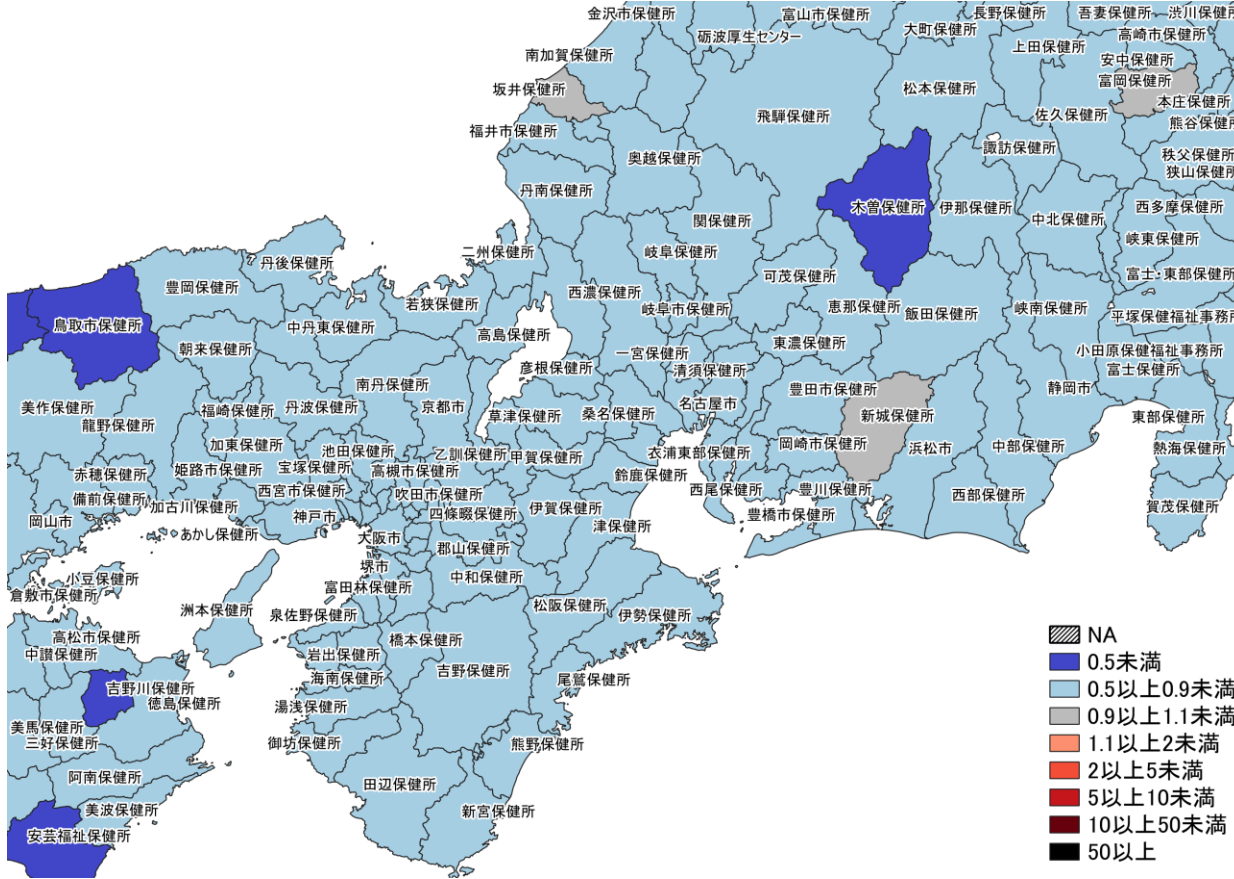 金沢市保健所
富山市保健所
長野保健所
吾妻保健所
渋川保健所
砺波厚生センター
大町保健所
高崎市保健所
南加賀保健所
上田保健所
安中保健所
富岡保健所
坂井保健所
松本保健所
本庄保健所
佐久保健所
熊谷保健所
飛騨保健所
福井市保健所
諏訪保健所
奥越保健所
秩父保健所
狭山保健所
丹南保健所
木曽保健所
伊那保健所
西多摩保健所
関保健所
中北保健所
峡東保健所
二州保健所
岐阜保健所
丹後保健所
可茂保健所
富士・東部保健所
豊岡保健所
西濃保健所
若狭保健所
岐阜市保健所
恵那保健所
飯田保健所
峡南保健所
平塚保健福祉事務所
鳥取市保健所
中丹東保健所
高島保健所
東濃保健所
朝来保健所
一宮保健所
小田原保健福祉事務所
彦根保健所
清須保健所
富士保健所
南丹保健所
豊田市保健所
静岡市
美作保健所
福崎保健所
丹波保健所
京都市
名古屋市
草津保健所
桑名保健所
新城保健所
東部保健所
龍野保健所
加東保健所
池田保健所
乙訓保健所
甲賀保健所
衣浦東部保健所
岡崎市保健所
浜松市
中部保健所
熱海保健所
赤穂保健所
姫路市保健所
宝塚保健所
高槻市保健所
鈴鹿保健所
備前保健所
西宮市保健所
吹田市保健所
西尾保健所
豊川保健所
西部保健所
賀茂保健所
加古川保健所
岡山市
神戸市
四條畷保健所
伊賀保健所
豊橋市保健所
津保健所
あかし保健所
大阪市
郡山保健所
堺市
小豆保健所
中和保健所
倉敷市保健所
富田林保健所
洲本保健所
泉佐野保健所
松阪保健所
伊勢保健所
高松市保健所
橋本保健所
中讃保健所
岩出保健所
吉野保健所
海南保健所
尾鷲保健所
吉野川保健所
徳島保健所
湯浅保健所
美馬保健所
三好保健所
御坊保健所
熊野保健所
阿南保健所
田辺保健所
美波保健所
新宮保健所
安芸福祉保健所
NA
0.5未満
0.5以上0.9未満
0.9以上1.1未満
1.1以上2未満
2以上5未満
5以上10未満
10以上50未満
50以上